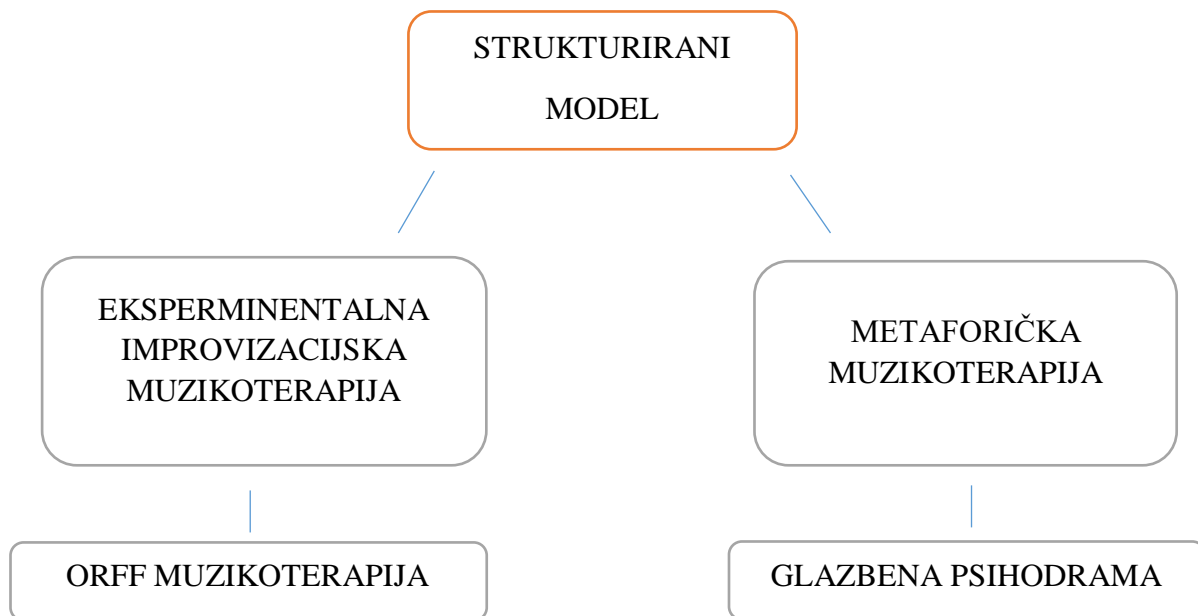 STRUKTURIRANI
MODEL
EKSPERMINENTALNA
IMPROVIZACIJSKA
MUZIKOTERAPIJA
METAFORIČKA
MUZIKOTERAPIJA
ORFF MUZIKOTERAPIJA
GLAZBENA PSIHODRAMA